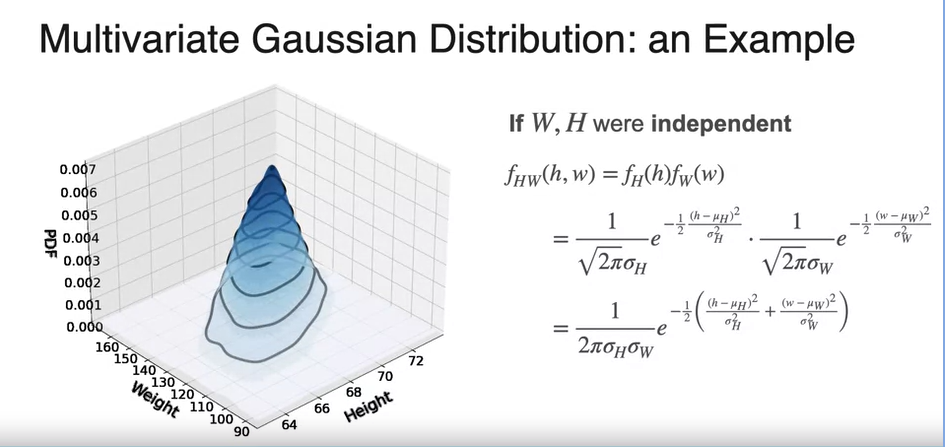 Multivariate Gaussian Distribution: an Example
If W, H were independent
f_{HW}(h, w) = f_H(h)f_W(w)
= \frac{1}{\sqrt{2\pi}\sigma_H} e^{-\frac{1}{2}\frac{(h-\mu_H)^2}{\sigma_H^2}} \cdot \frac{1}{\sqrt{2\pi}\sigma_W} e^{-\frac{1}{2}\frac{(w-\mu_W)^2}{\sigma_W^2}}
= \frac{1}{2\pi\sigma_H\sigma_W} e^{-\frac{1}{2}\left(\frac{(h-\mu_H)^2}{\sigma_H^2}+\frac{(w-\mu_W)^2}{\sigma_W^2}\right)}
PDF
0.007
0.006
0.005
0.004
0.003
0.002
0.001
0.000
160
150
140
130
120
110
100
90
Weight
64
66
68
70
72
Height